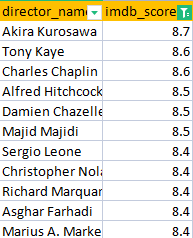 director_name imdb_score
Akira Kurosawa 8.7
Tony Kaye 8.6
Charles Chaplin 8.6
Alfred Hitchcock 8.5
Damien Chazelle 8.5
Majid Majidi 8.5
Sergio Leone 8.4
Christopher Nola 8.4
Richard Marquan 8.4
Asghar Farhadi 8.4
Marius A. Marke 8.4